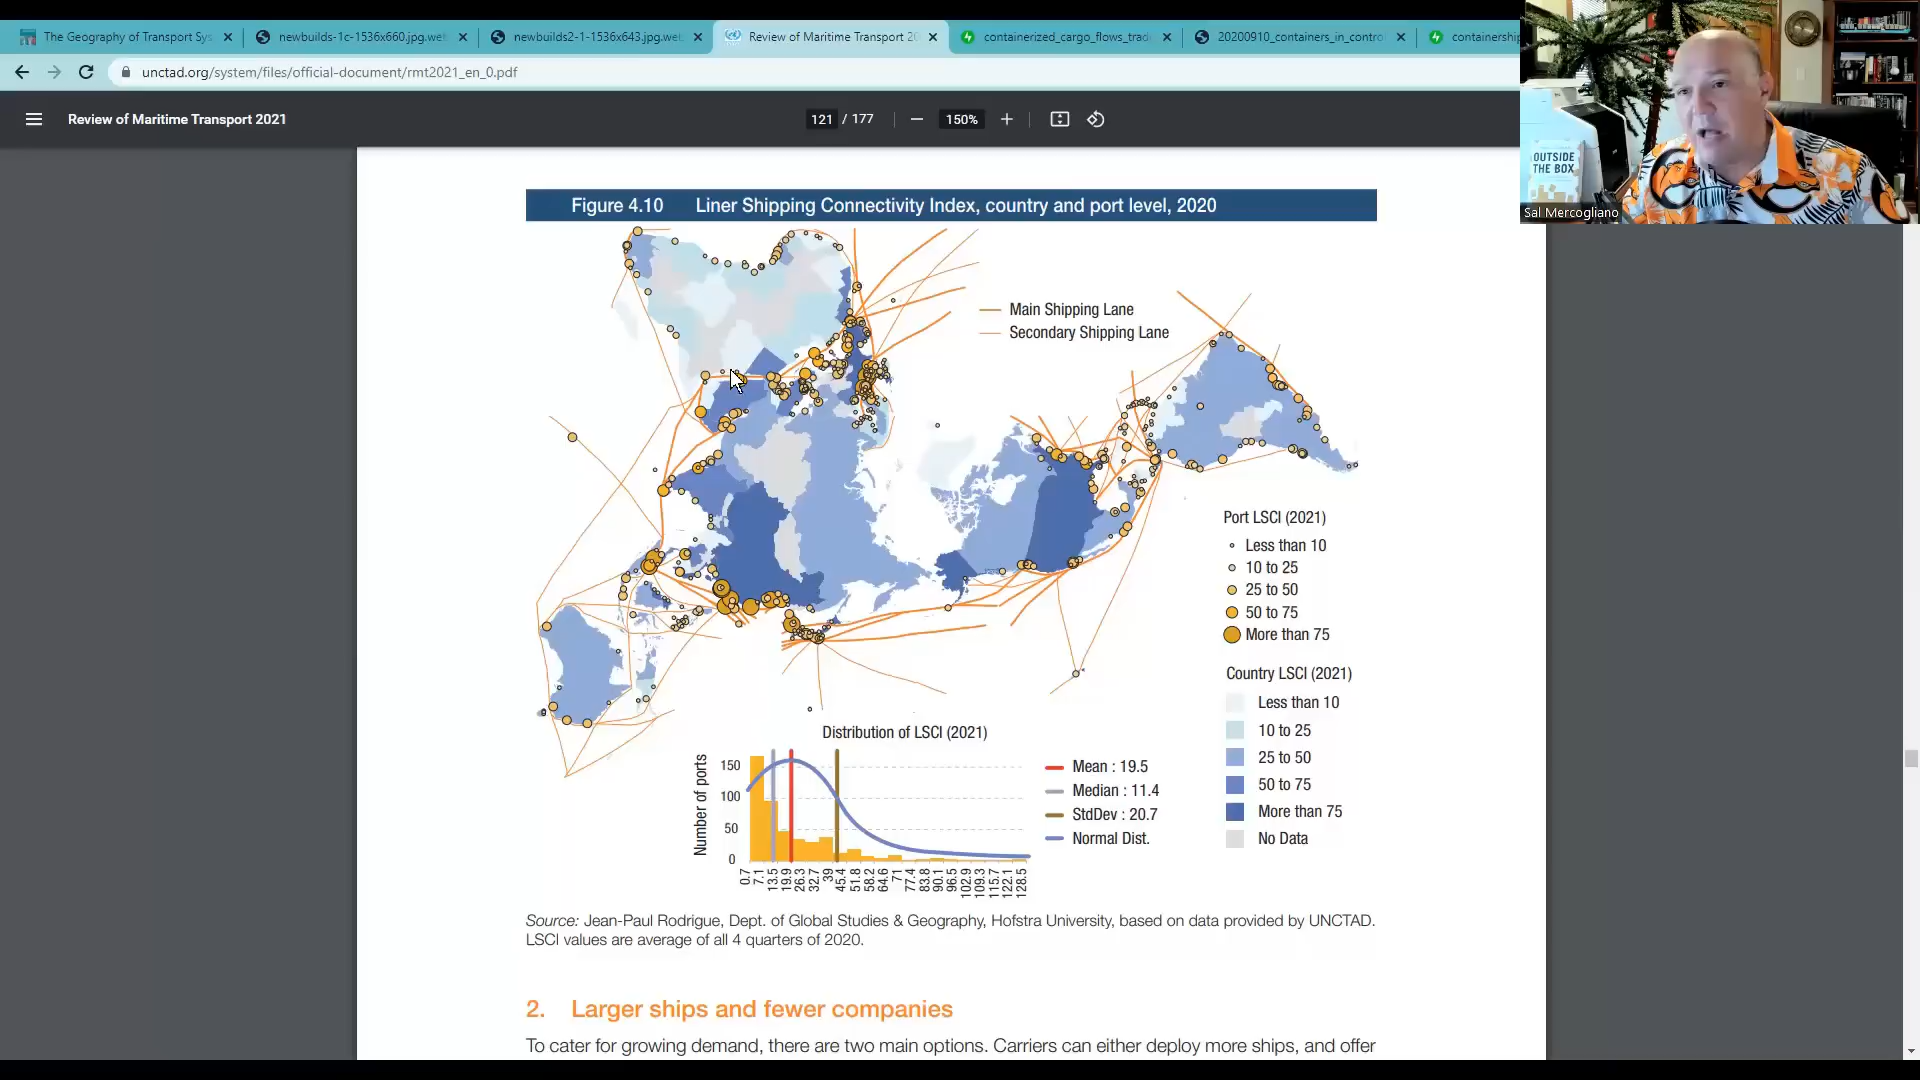 The Geography of Transport Sys
newbuilds-1c-1536x660.jpg.we
newbuilds2-1-1536x643.jpg.we
Review of Maritime Transport 20
containerized_cargo_flows_trad
20200910_containers_in_contro
containership
unctad.org/system/files/official-document/rmt2021_en_0.pdf
Review of Maritime Transport 2021
121 / 177
150%
OUTSIDE
THE BOX
Sal Mercogliano
Figure 4.10 Liner Shipping Connectivity Index, country and port level, 2020
Main Shipping Lane
Secondary Shipping Lane
Port LSCI (2021)
Less than 10
10 to 25
25 to 50
50 to 75
More than 75
Country LSCI (2021)
Less than 10
10 to 25
25 to 50
50 to 75
More than 75
No Data
Distribution of LSCI (2021)
Number of ports
150
100
50
0
0.7 7.1 13.5 19.9 26.3 32.7 39 45.4 51.8 58.2 64.6 71 77.4 83.8 90.1 96.5 102.9 109.3 115.7 122.1 128.5
Mean : 19.5
Median : 11.4
StdDev : 20.7
Normal Dist.
Source: Jean-Paul Rodrigue, Dept. of Global Studies & Geography, Hofstra University, based on data provided by UNCTAD.
LSCI values are average of all 4 quarters of 2020.
2. Larger ships and fewer companies
To cater for growing demand, there are two main options. Carriers can either deploy more ships, and offer